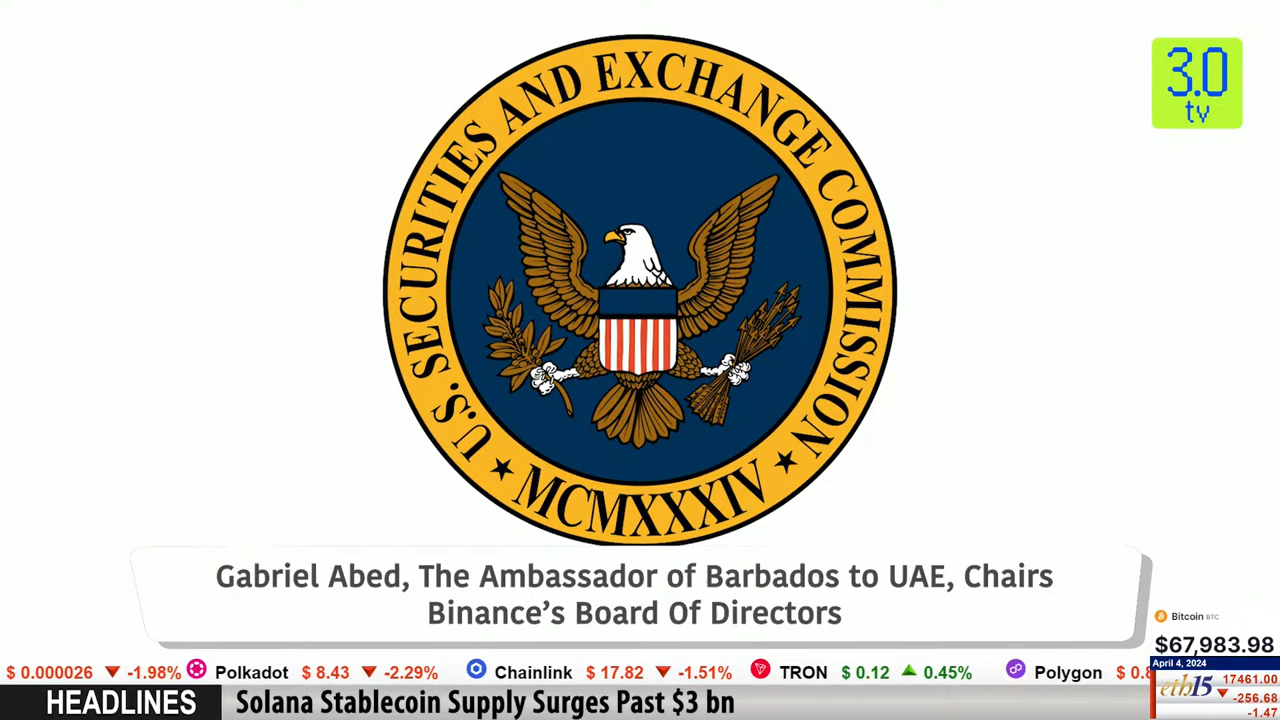 U.S. SECURITIES AND EXCHANGE COMMISSION
MCMXXXIV
3.0
tv
Gabriel Abed, The Ambassador of Barbados to UAE, Chairs
Binance’s Board Of Directors
Bitcoin BTC
$67,983.98
$ 0.000026 -1.98% Polkadot $ 8.43 -2.29% Chainlink $ 17.82 -1.51% TRON $ 0.12 0.45% Polygon
April 4, 2024
eth15
17461.00
-256.68
-1.47
HEADLINES
Solana Stablecoin Supply Surges Past $3 bn